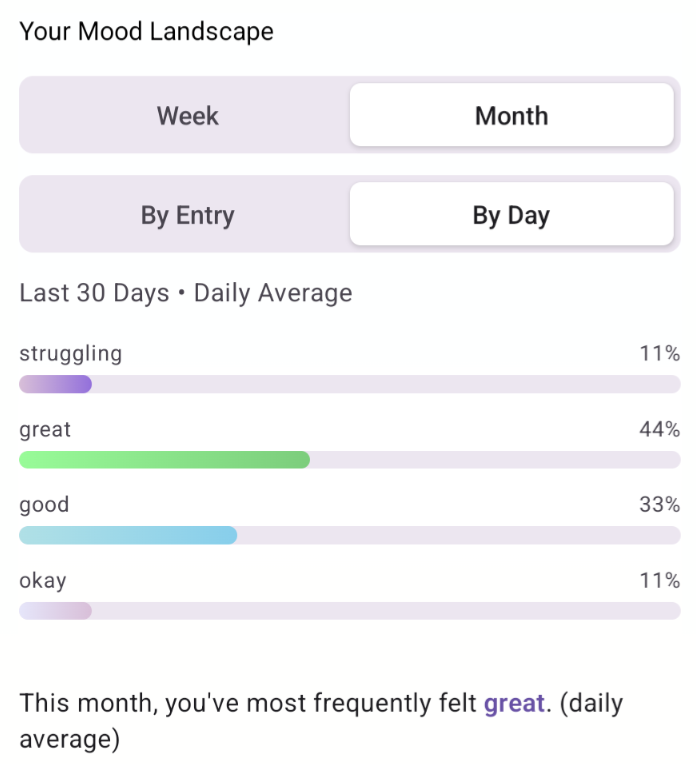 Your Mood Landscape
Week Month
By Entry By Day
Last 30 Days • Daily Average
struggling 11%
great 44%
good 33%
okay 11%
This month, you've most frequently felt great. (daily
average)